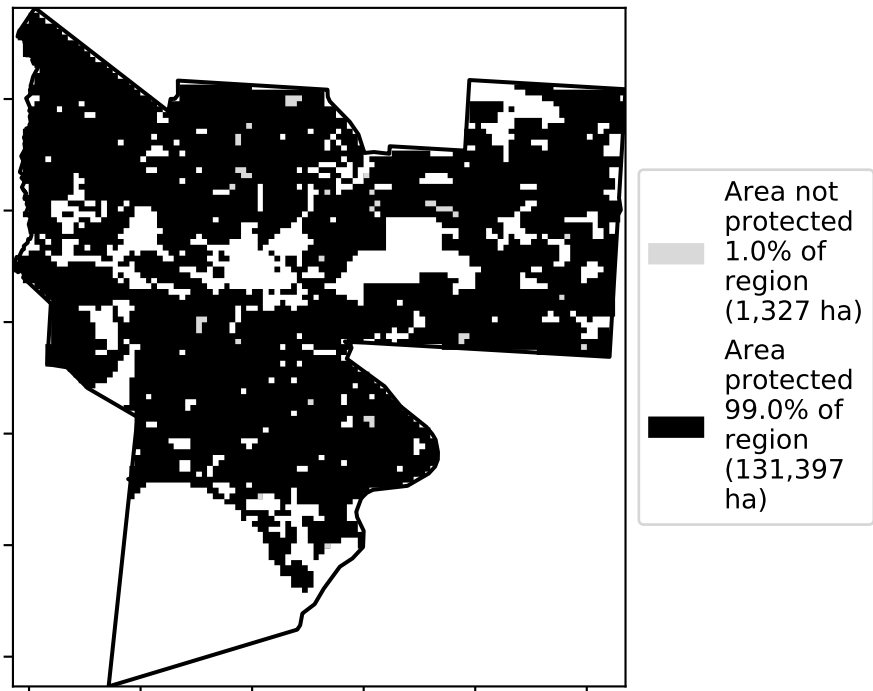 Area not
protected
1.0% of
region
(1,327 ha)
Area
protected
99.0% of
region
(131,397
ha)